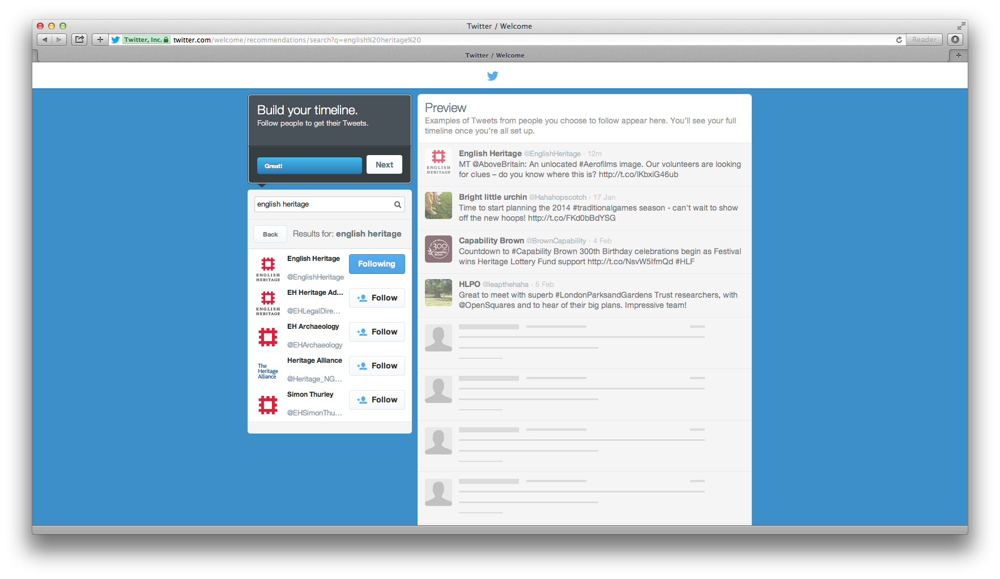 Twitter / Welcome
Twitter, Inc. twitter.com/welcome/recommendations/search?q=english%20heritage%20
Reader
Twitter / Welcome
Build your timeline.
Follow people to get their Tweets.
Great!
Next
english heritage
Back
Results for: english heritage
ENGLISH
HERITAGE
English Heritage
@EnglishHeritage
Following
ENGLISH
HERITAGE
EH Heritage Ad...
@EHLegalDire...
Follow
EH Archaeology
@EHArchaeology
Follow
The
Heritage
Alliance
Heritage Alliance
@Heritage_NG...
Follow
Simon Thurley
@EHSimonThu...
Follow
Preview
Examples of Tweets from people you choose to follow appear here. You'll see your full
timeline once you're all set up.
ENGLISH
HERITAGE
English Heritage @EnglishHeritage · 12m
MT @AboveBritain: An unlocated #Aerofilms image. Our volunteers are looking
for clues – do you know where this is? http://t.co/lKbxiG46ub
Bright little urchin @Hahahopscotch · 17 Jan
Time to start planning the 2014 #traditionalgames season - can't wait to show
off the new hoops! http://t.co/FKd0bBdYSG
300
Capability
Brown
Capability Brown @BrownCapability · 4 Feb
Countdown to #Capability Brown 300th Birthday celebrations begin as Festival
wins Heritage Lottery Fund support http://t.co/NsvW5IfmQd #HLF
HLPO @leapthehaha · 5 Feb
Great to meet with superb #LondonParksandGardens Trust researchers, with
@OpenSquares and to hear of their big plans. Impressive team!